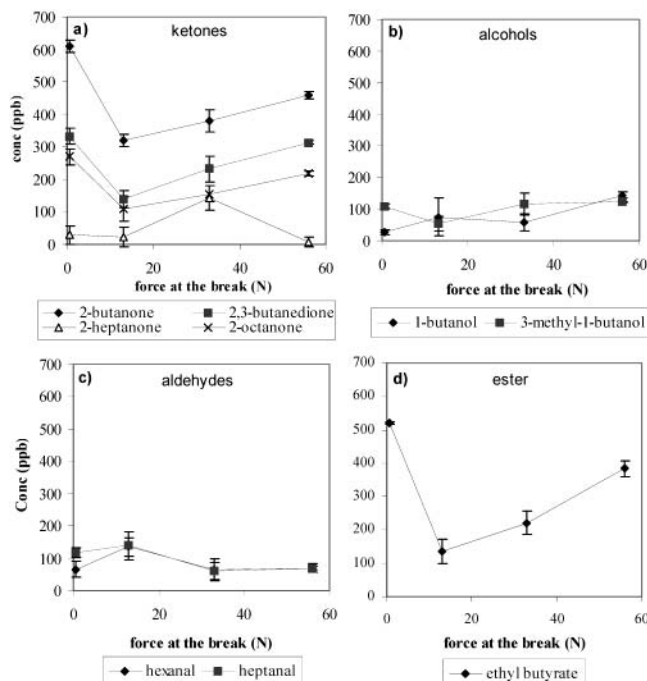 a) ketones
700
600
500
400
300
200
100
0
conc (ppb)
0 20 40 60
force at the break (N)
2-butanone 2,3-butanedione
2-heptanone 2-octanone
b) alcohols
700
600
500
400
300
200
100
0
0 20 40 60
force at the break (N)
1-butanol 3-methyl-1-butanol
c) aldehydes
700
600
500
400
300
200
100
0
Conc (ppb)
0 20 40 60
force at the break (N)
hexanal heptanal
d) ester
700
600
500
400
300
200
100
0
0 20 40 60
force at the break (N)
ethyl butyrate